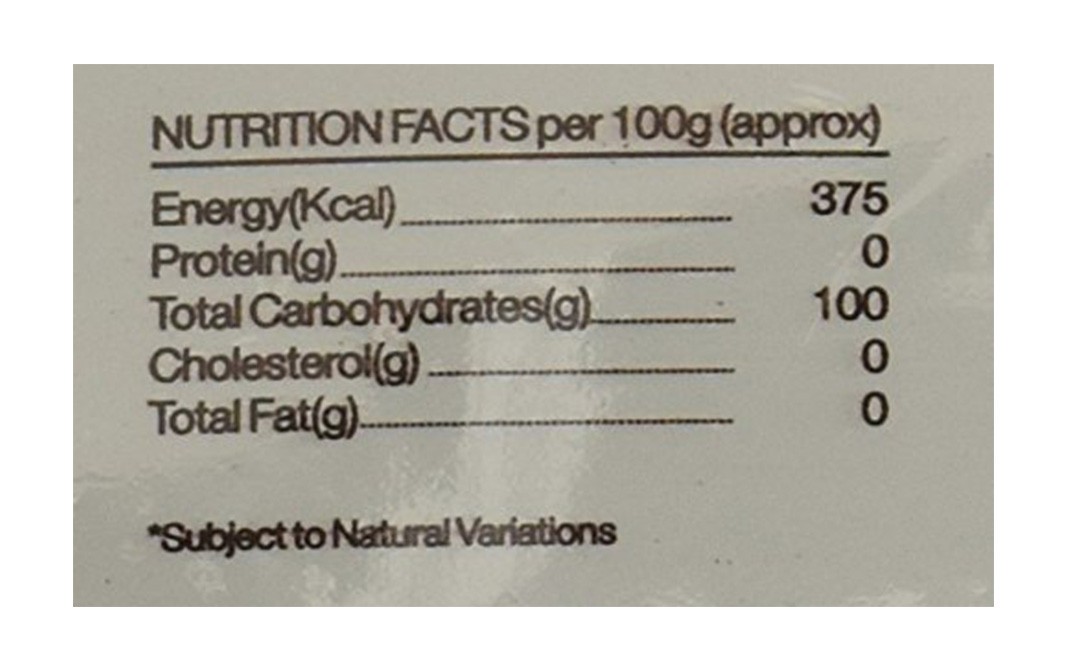 NUTRITION FACTS per 100g (approx)
Energy(Kcal) 375
Protein(g) 0
Total Carbohydrates(g) 100
Cholesterol(g) 0
Total Fat(g) 0
*Subject to Natural Variations